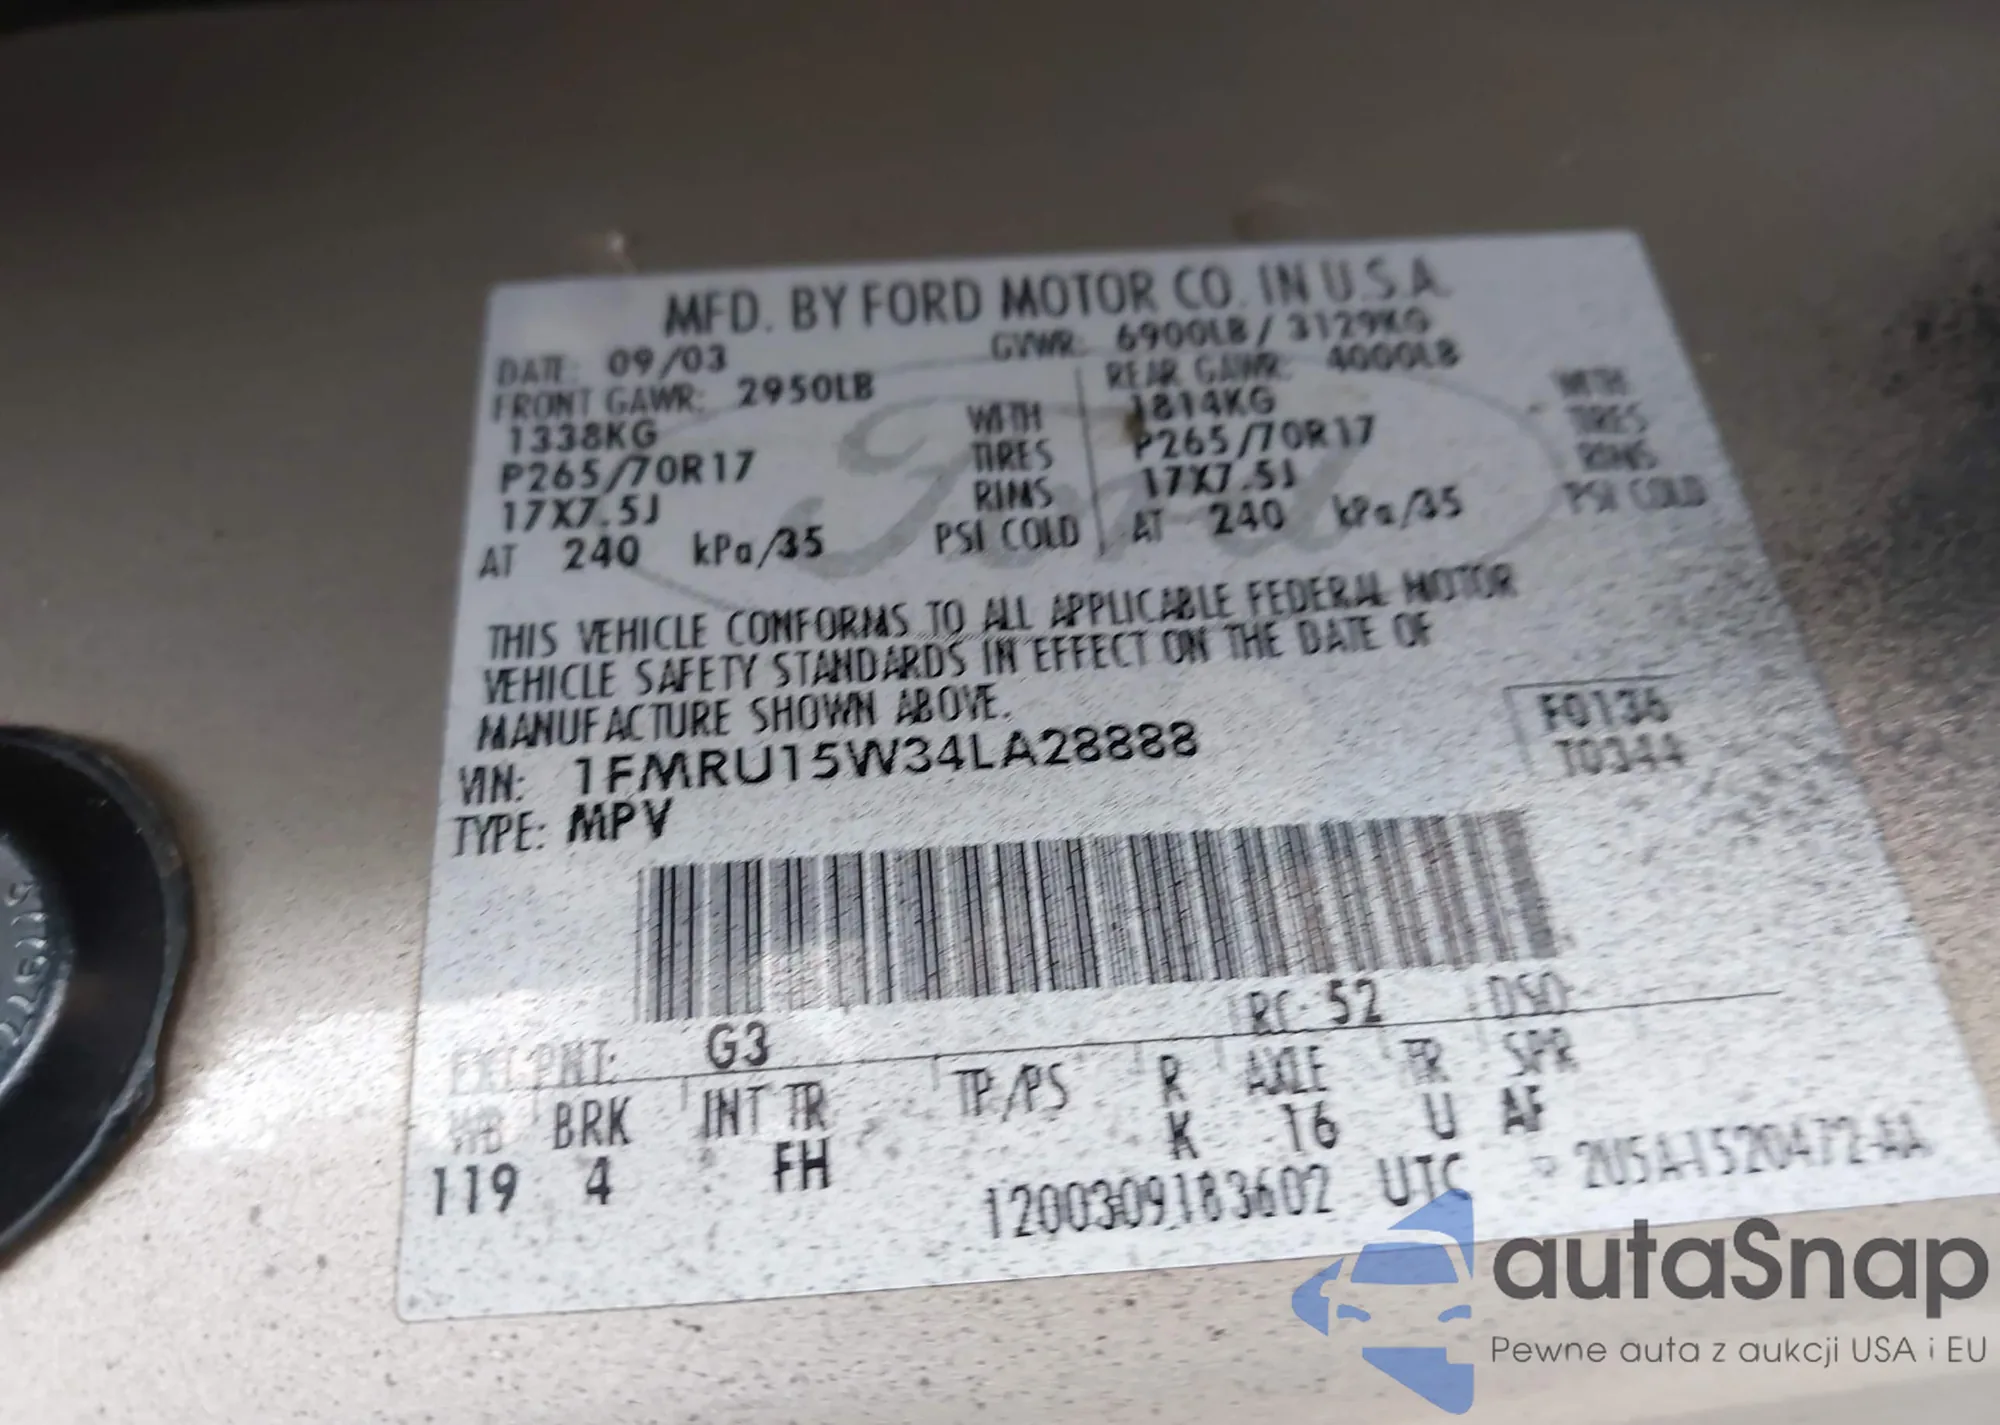 MFD. BY FORD MOTOR CO. IN U.S.A.
DATE: 09/03 GVWR: 6900LB / 3129KG
FRONT GAWR: 2950LB REAR GAWR: 4000LB
1338KG WITH 1814KG WITH
P265/70R17 TIRES P265/70R17 TIRES
17X7.5J RIMS 17X7.5J RIMS
AT 240 kPa/35 PSI COLD AT 240 kPa/35 PSI COLD
THIS VEHICLE CONFORMS TO ALL APPLICABLE FEDERAL MOTOR
VEHICLE SAFETY STANDARDS IN EFFECT ON THE DATE OF
MANUFACTURE SHOWN ABOVE.
VIN: 1FMRU15W34LA28888 F0136
TYPE: MPV T0344
EXT PNT: G3 RC: 52 DSO:
WB BRK INT TR TP/PS R AXLE TR SPR
119 4 FH K 16 U AF
1200309183602 UTC 2U5A-1520472-AA
Ford
autaSnap
Pewne auta z aukcji USA i EU